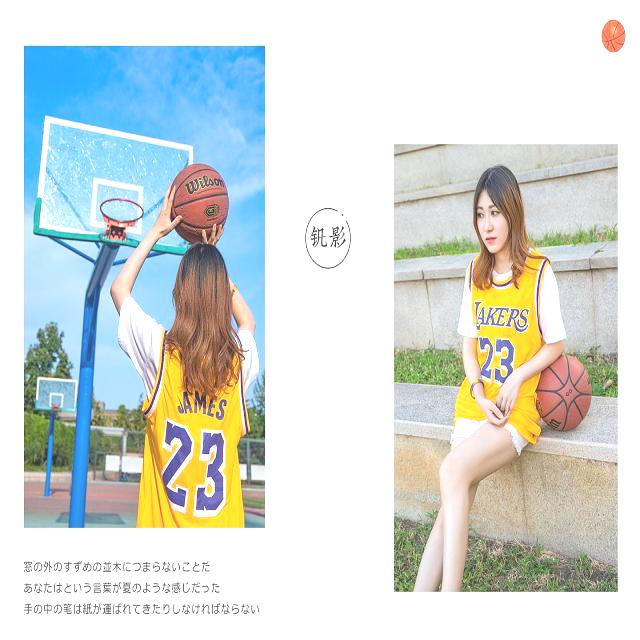 Wilson
JAMES
23
钒影
LAKERS
23
窓の外のすずめの並木につまらないことだ
あなたはという言葉が夏のような感じだった
手の中の笔は紙が運ばれてきたりしなければならない